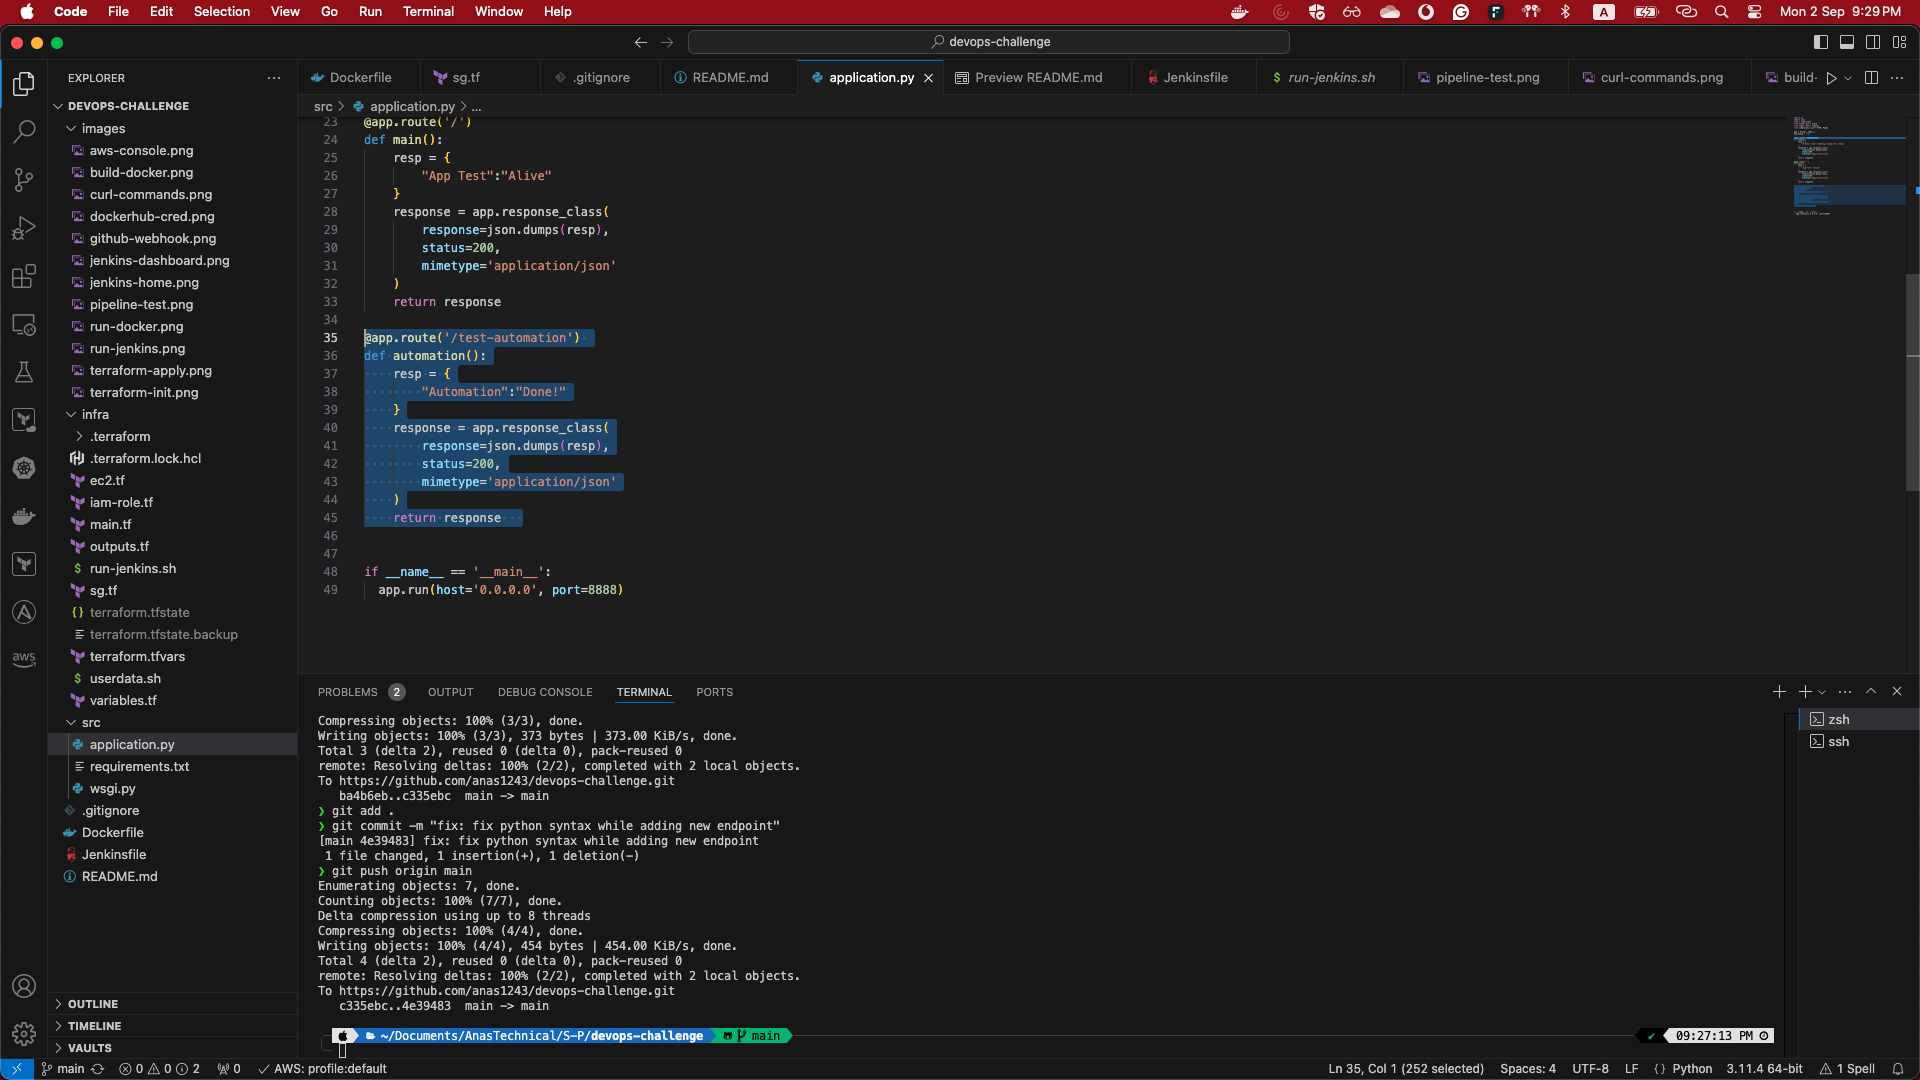 Code File Edit Selection View Go Run Terminal Window Help
A
Mon 2 Sep 9:29 PM
devops-challenge
EXPLORER
Dockerfile
sg.tf
.gitignore
README.md
application.py
Preview README.md
Jenkinsfile
run-jenkins.sh
pipeline-test.png
curl-commands.png
build-
DEVOPS-CHALLENGE
images
aws-console.png
build-docker.png
curl-commands.png
dockerhub-cred.png
github-webhook.png
jenkins-dashboard.png
jenkins-home.png
pipeline-test.png
run-docker.png
run-jenkins.png
terraform-apply.png
terraform-init.png
infra
.terraform
.terraform.lock.hcl
ec2.tf
iam-role.tf
main.tf
outputs.tf
run-jenkins.sh
sg.tf
terraform.tfstate
terraform.tfstate.backup
terraform.tfvars
userdata.sh
variables.tf
src
application.py
requirements.txt
wsgi.py
.gitignore
Dockerfile
Jenkinsfile
README.md
OUTLINE
TIMELINE
VAULTS
aws
src > application.py > ...
23 @app.route('/')
24 def main():
25     resp = {
26         "App Test":"Alive"
27     }
28     response = app.response_class(
29         response=json.dumps(resp),
30         status=200,
31         mimetype='application/json'
32     )
33     return response
34
35 @app.route('/test-automation')
36 def automation():
37     resp = {
38         "Automation":"Done!"
39     }
40     response = app.response_class(
41         response=json.dumps(resp),
42         status=200,
43         mimetype='application/json'
44     )
45     return response
46
47
48 if __name__ == '__main__':
49   app.run(host='0.0.0.0', port=8888)
PROBLEMS 2 OUTPUT DEBUG CONSOLE TERMINAL PORTS
zsh
ssh
Compressing objects: 100% (3/3), done.
Writing objects: 100% (3/3), 373 bytes | 373.00 KiB/s, done.
Total 3 (delta 2), reused 0 (delta 0), pack-reused 0
remote: Resolving deltas: 100% (2/2), completed with 2 local objects.
To https://github.com/anas1243/devops-challenge.git
   ba4b6eb..c335ebc  main -> main
❯ git add .
❯ git commit -m "fix: fix python syntax while adding new endpoint"
[main 4e39483] fix: fix python syntax while adding new endpoint
 1 file changed, 1 insertion(+), 1 deletion(-)
❯ git push origin main
Enumerating objects: 7, done.
Counting objects: 100% (7/7), done.
Delta compression using up to 8 threads
Compressing objects: 100% (4/4), done.
Writing objects: 100% (4/4), 454 bytes | 454.00 KiB/s, done.
Total 4 (delta 2), reused 0 (delta 0), pack-reused 0
remote: Resolving deltas: 100% (2/2), completed with 2 local objects.
To https://github.com/anas1243/devops-challenge.git
   c335ebc..4e39483  main -> main
~/Documents/AnasTechnical/S-P/devops-challenge main ✔ 09:27:13 PM
main 0 0 2 0 AWS: profile:default
Ln 35, Col 1 (252 selected) Spaces: 4 UTF-8 LF {} Python 3.11.4 64-bit 1 Spell